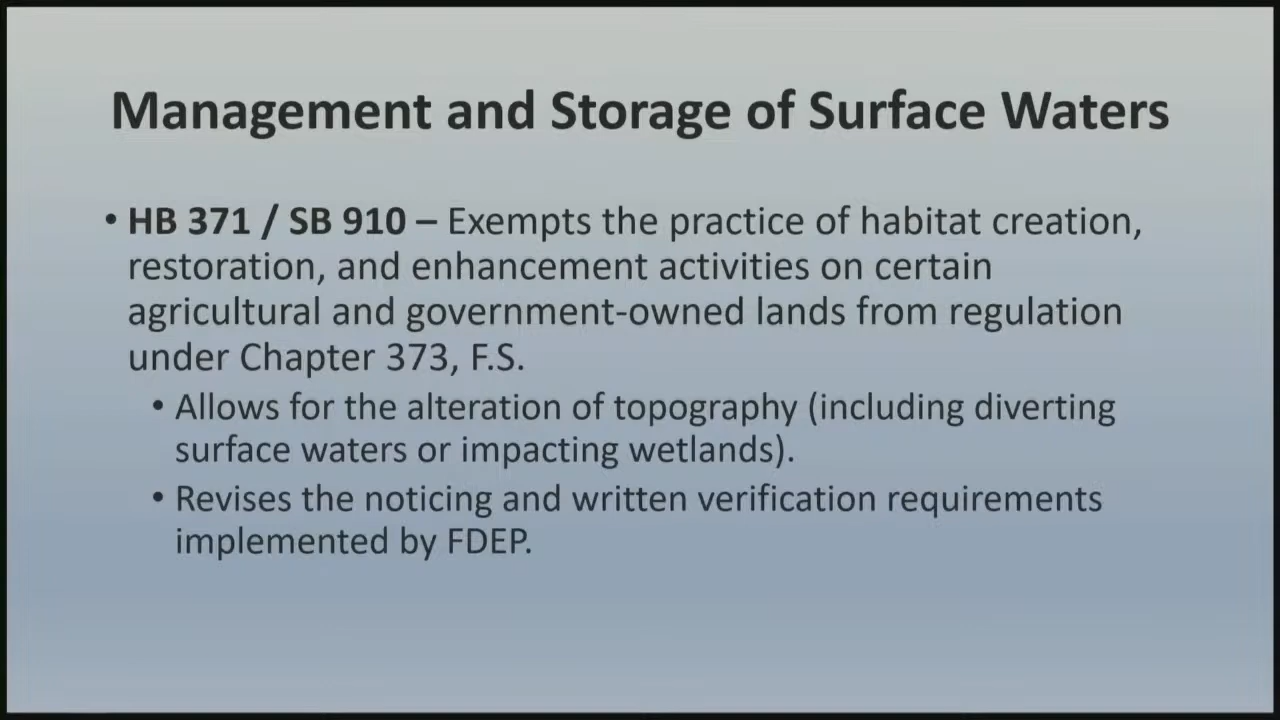 Management and Storage of Surface Waters
• HB 371 / SB 910 – Exempts the practice of habitat creation,
restoration, and enhancement activities on certain
agricultural and government-owned lands from regulation
under Chapter 373, F.S.
• Allows for the alteration of topography (including diverting
surface waters or impacting wetlands).
• Revises the noticing and written verification requirements
implemented by FDEP.